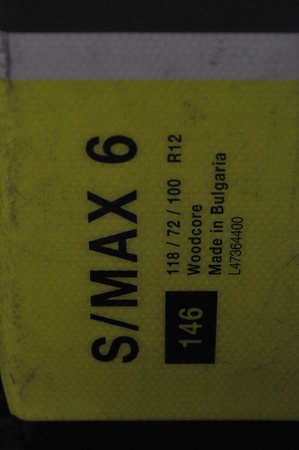 S/MAX 6
146
118 / 72 / 100 R12
Woodcore
Made in Bulgaria
L47364400